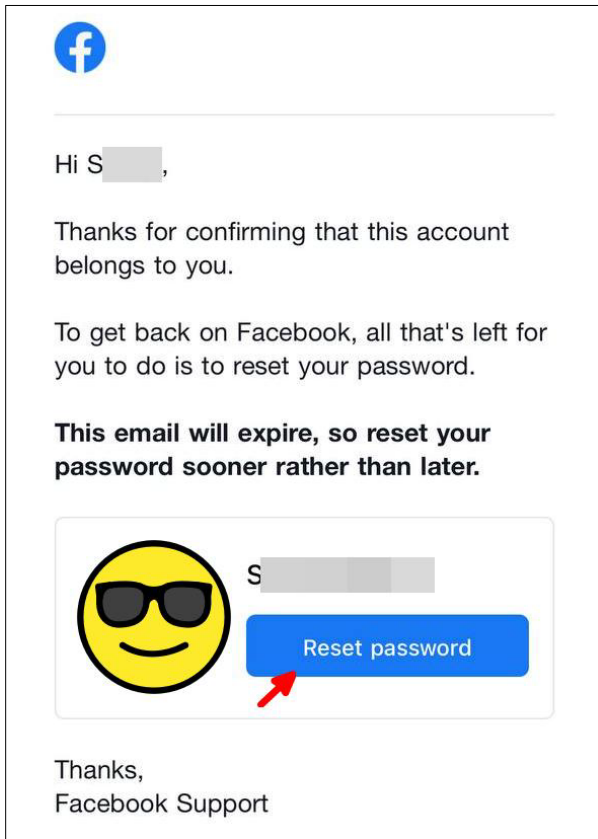 Hi S,
Thanks for confirming that this account
belongs to you.
To get back on Facebook, all that's left for
you to do is to reset your password.
This email will expire, so reset your
password sooner rather than later.
S
Reset password
Thanks,
Facebook Support